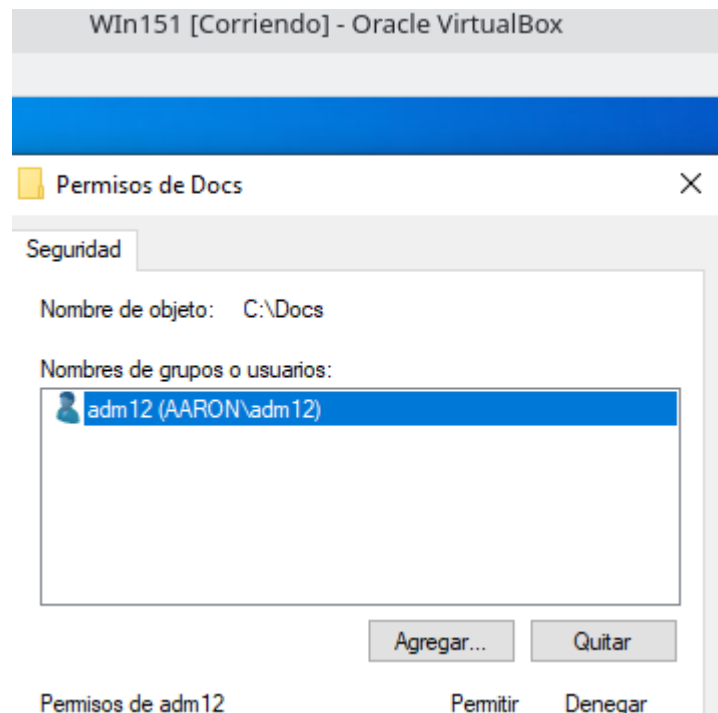 WIn151 [Corriendo] - Oracle VirtualBox
Permisos de Docs
Seguridad
Nombre de objeto: C:\Docs
Nombres de grupos o usuarios:
adm12 (AARON\adm12)
Agregar... Quitar
Permisos de adm12 Permitir Denegar